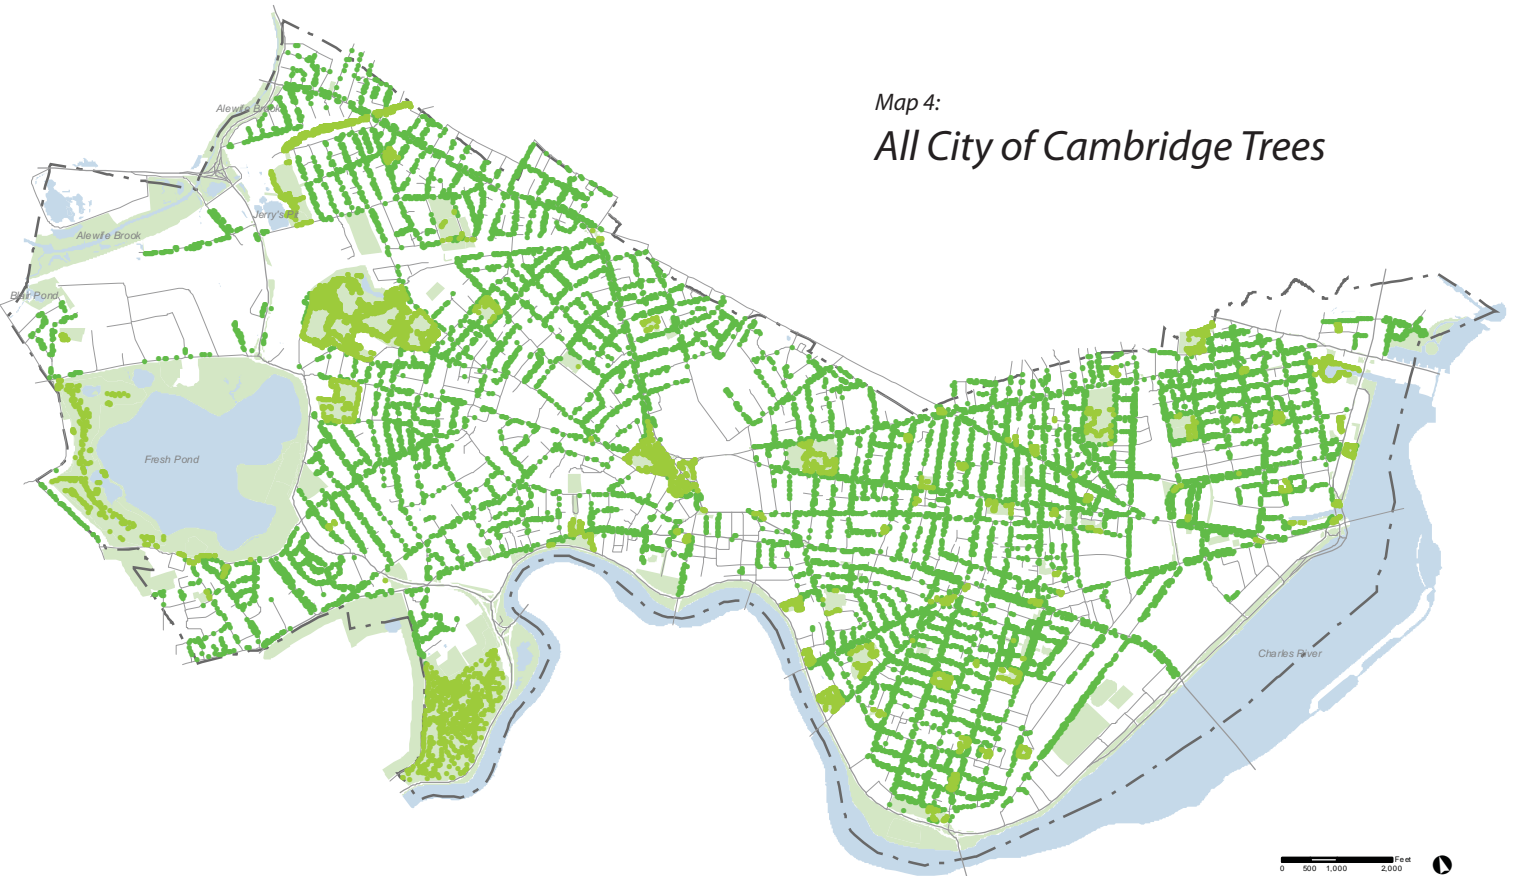 Map 4:
All City of Cambridge Trees
Alewife Brook
Jerry's Pit
Alewife Brook
Blair Pond
Fresh Pond
Charles River
Feet
0 500 1,000 2,000